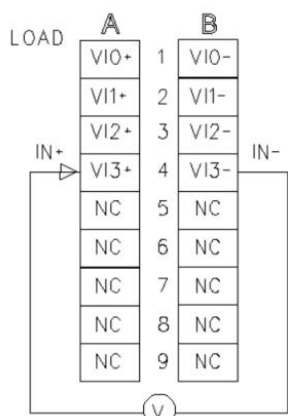 A B
LOAD
VI0+ 1 VI0-
VI1+ 2 VI1-
VI2+ 3 VI2-
IN+ VI3+ 4 VI3- IN-
NC 5 NC
NC 6 NC
NC 7 NC
NC 8 NC
NC 9 NC
V